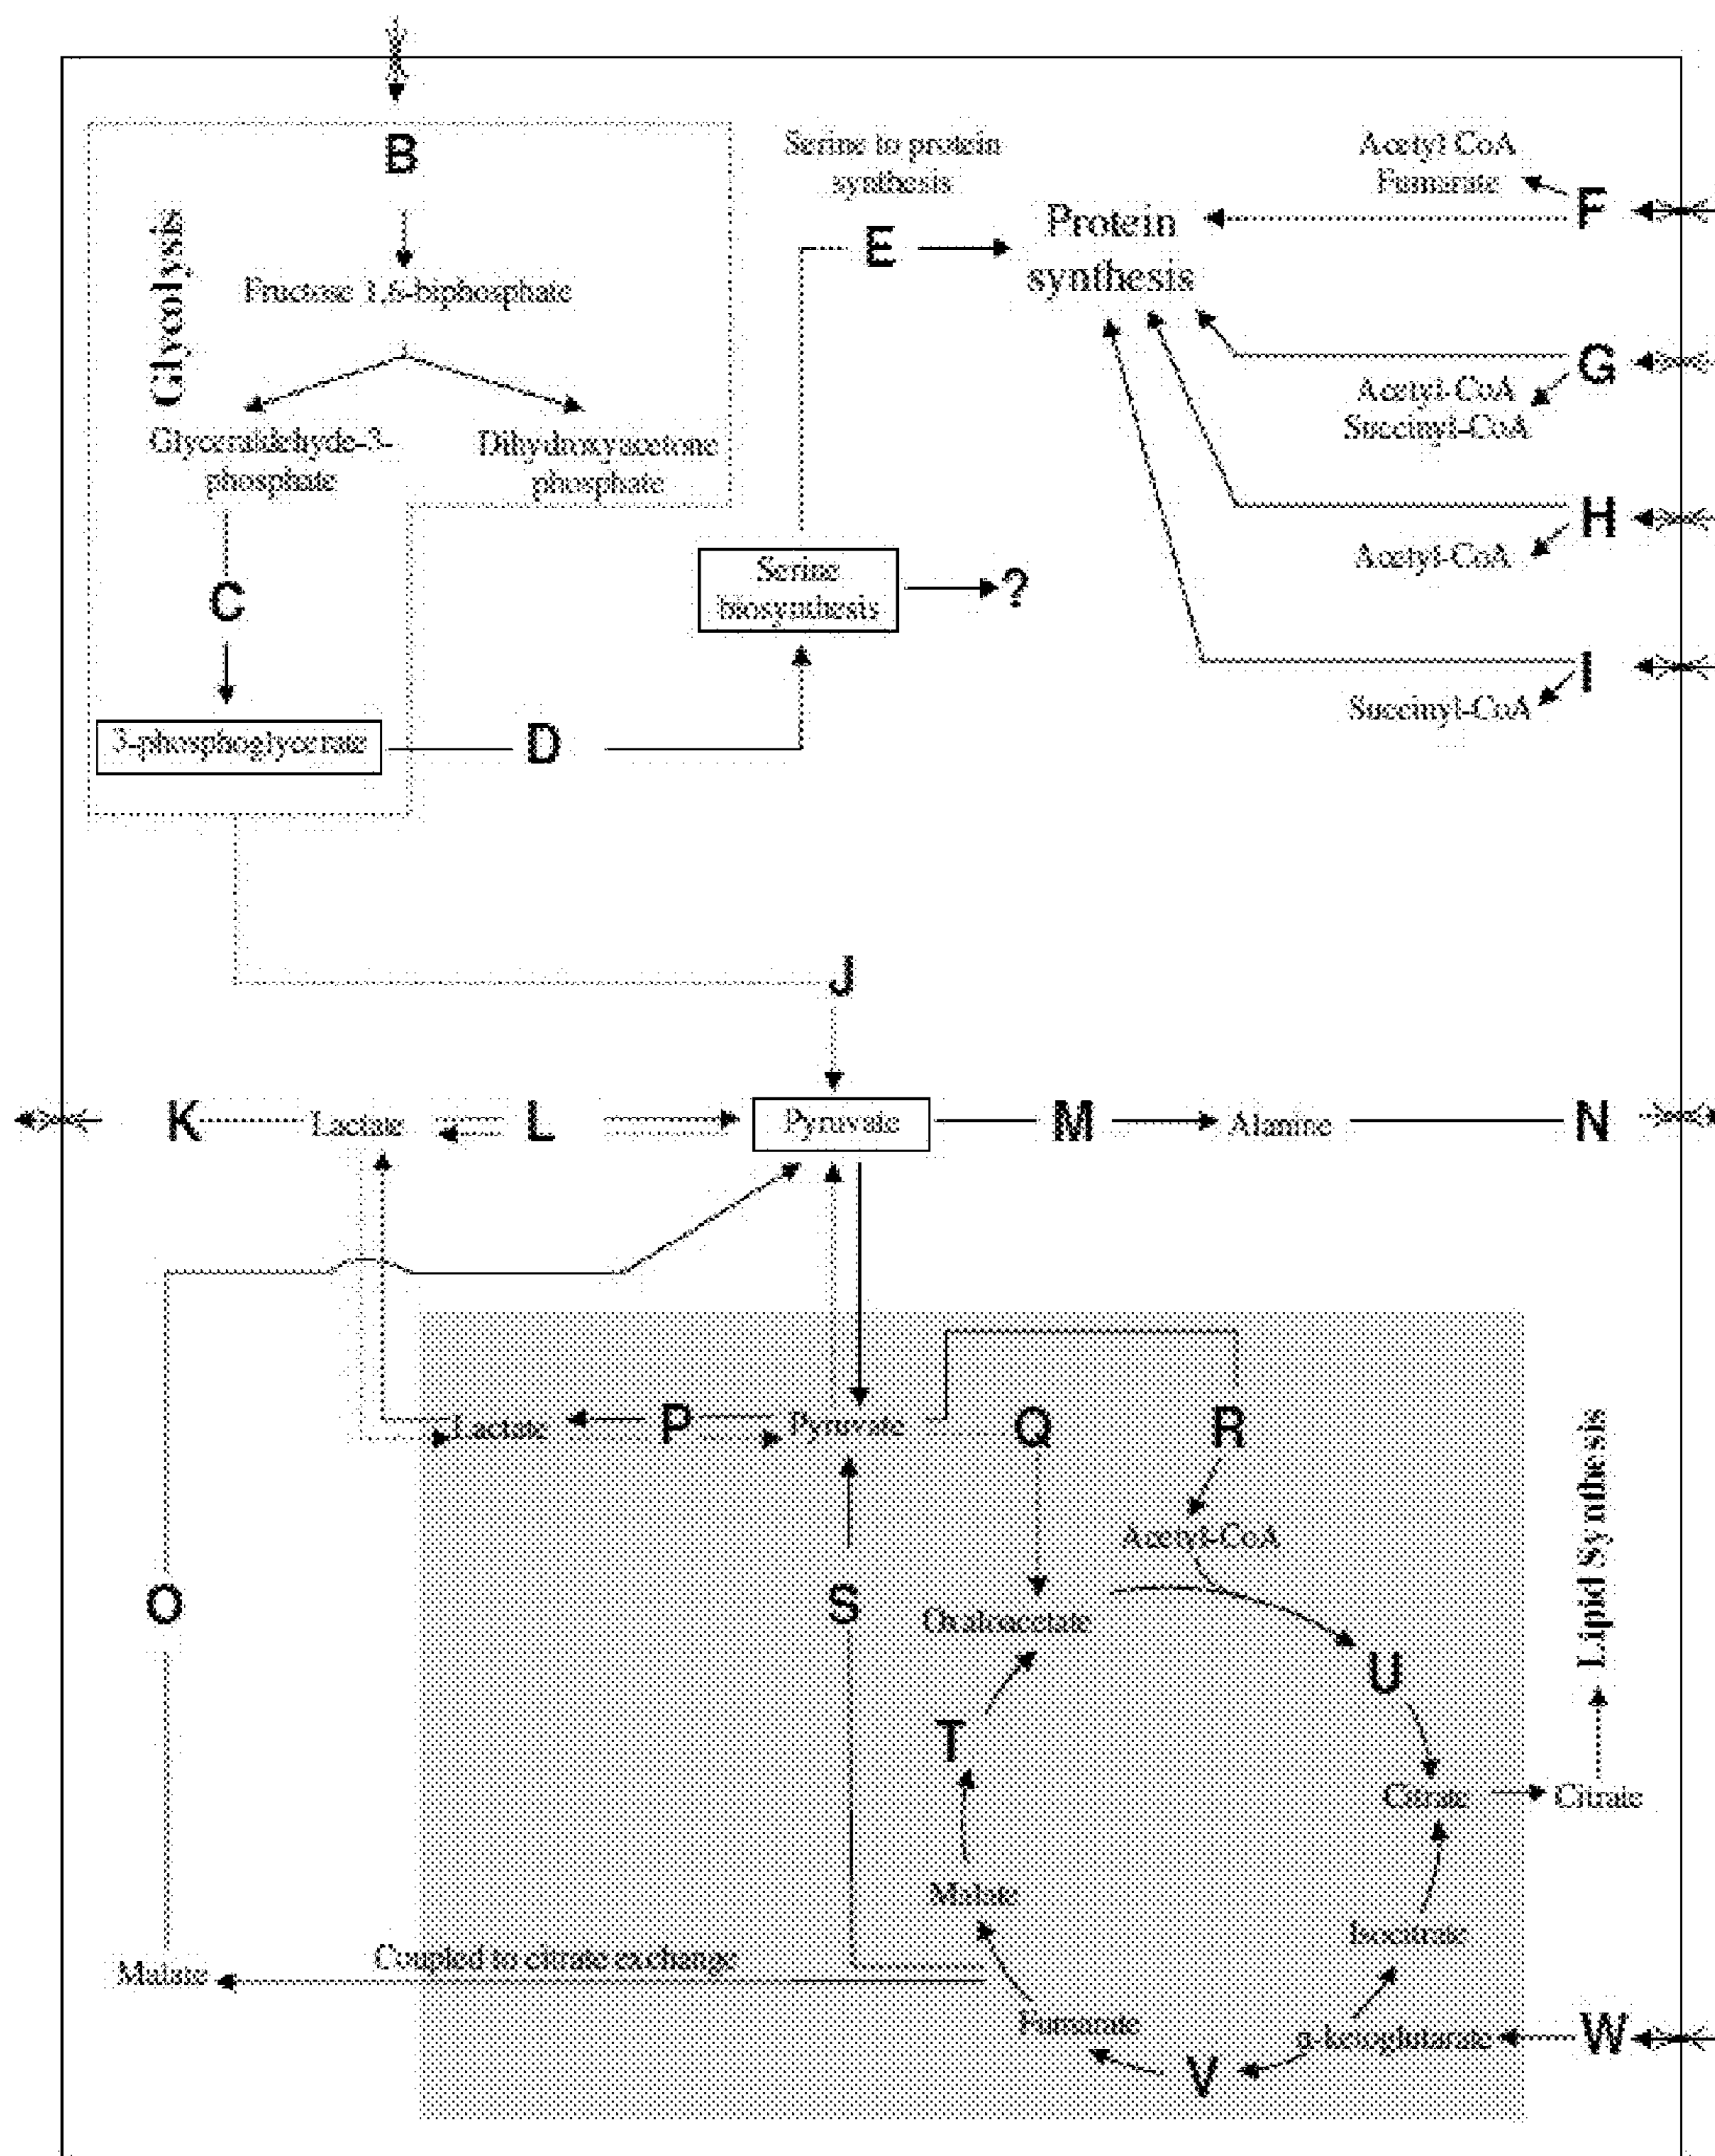 B
Serine to protein
synthesis
Acetyl CoA
Fumarate
F
Glycolysis
Protein
synthesis
E
Fructose 1,6-biphosphate
G
Acetyl-CoA
Succinyl-CoA
Glyceraldehyde-3-
phosphate
Dihydroxyacetone
phosphate
H
Acetyl-CoA
C
Serine
biosynthesis
?
I
Succinyl-CoA
3-phosphoglycerate
D
J
K
Lactate
L
Pyruvate
M
Alanine
N
Lactate
P
Pyruvate
Q
R
Lipid Synthesis
Acetyl-CoA
O
S
Oxaloacetate
U
T
Citrate
Citrate
Malate
Isocitrate
Malate
Coupled to citrate exchange
Fumarate
V
α-ketoglutarate
W